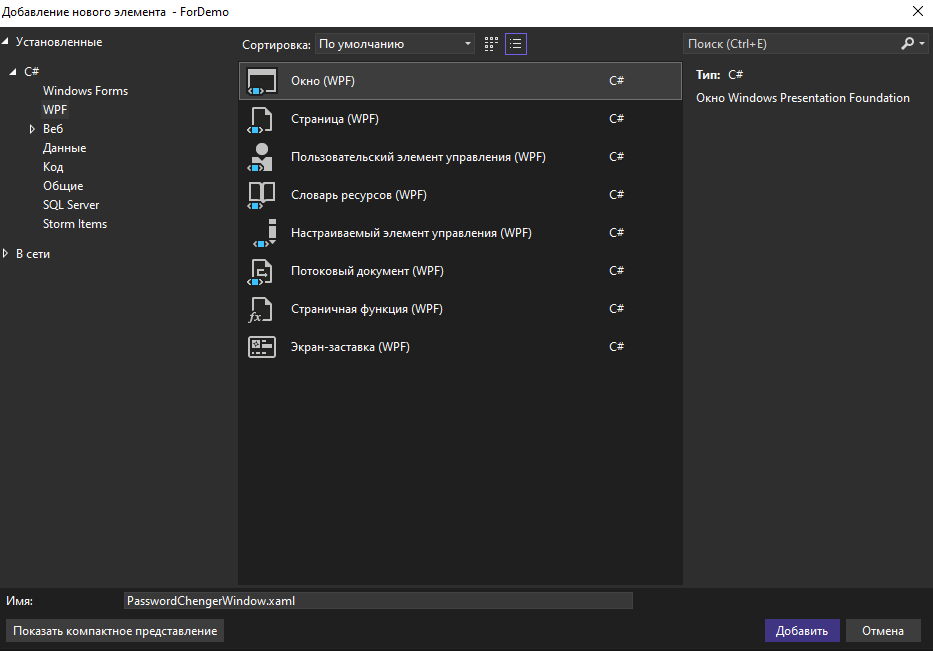 Добавление нового элемента - ForDemo
Установленные
Сортировка: По умолчанию
Поиск (Ctrl+E)
C#
Windows Forms
WPF
Веб
Данные
Код
Общие
SQL Server
Storm Items
В сети
Окно (WPF) C#
Страница (WPF) C#
Пользовательский элемент управления (WPF) C#
Словарь ресурсов (WPF) C#
Настраиваемый элемент управления (WPF) C#
Потоковый документ (WPF) C#
Страничная функция (WPF) C#
Экран-заставка (WPF) C#
Тип: C#
Окно Windows Presentation Foundation
Имя: PasswordChengerWindow.xaml
Показать компактное представление
Добавить
Отмена